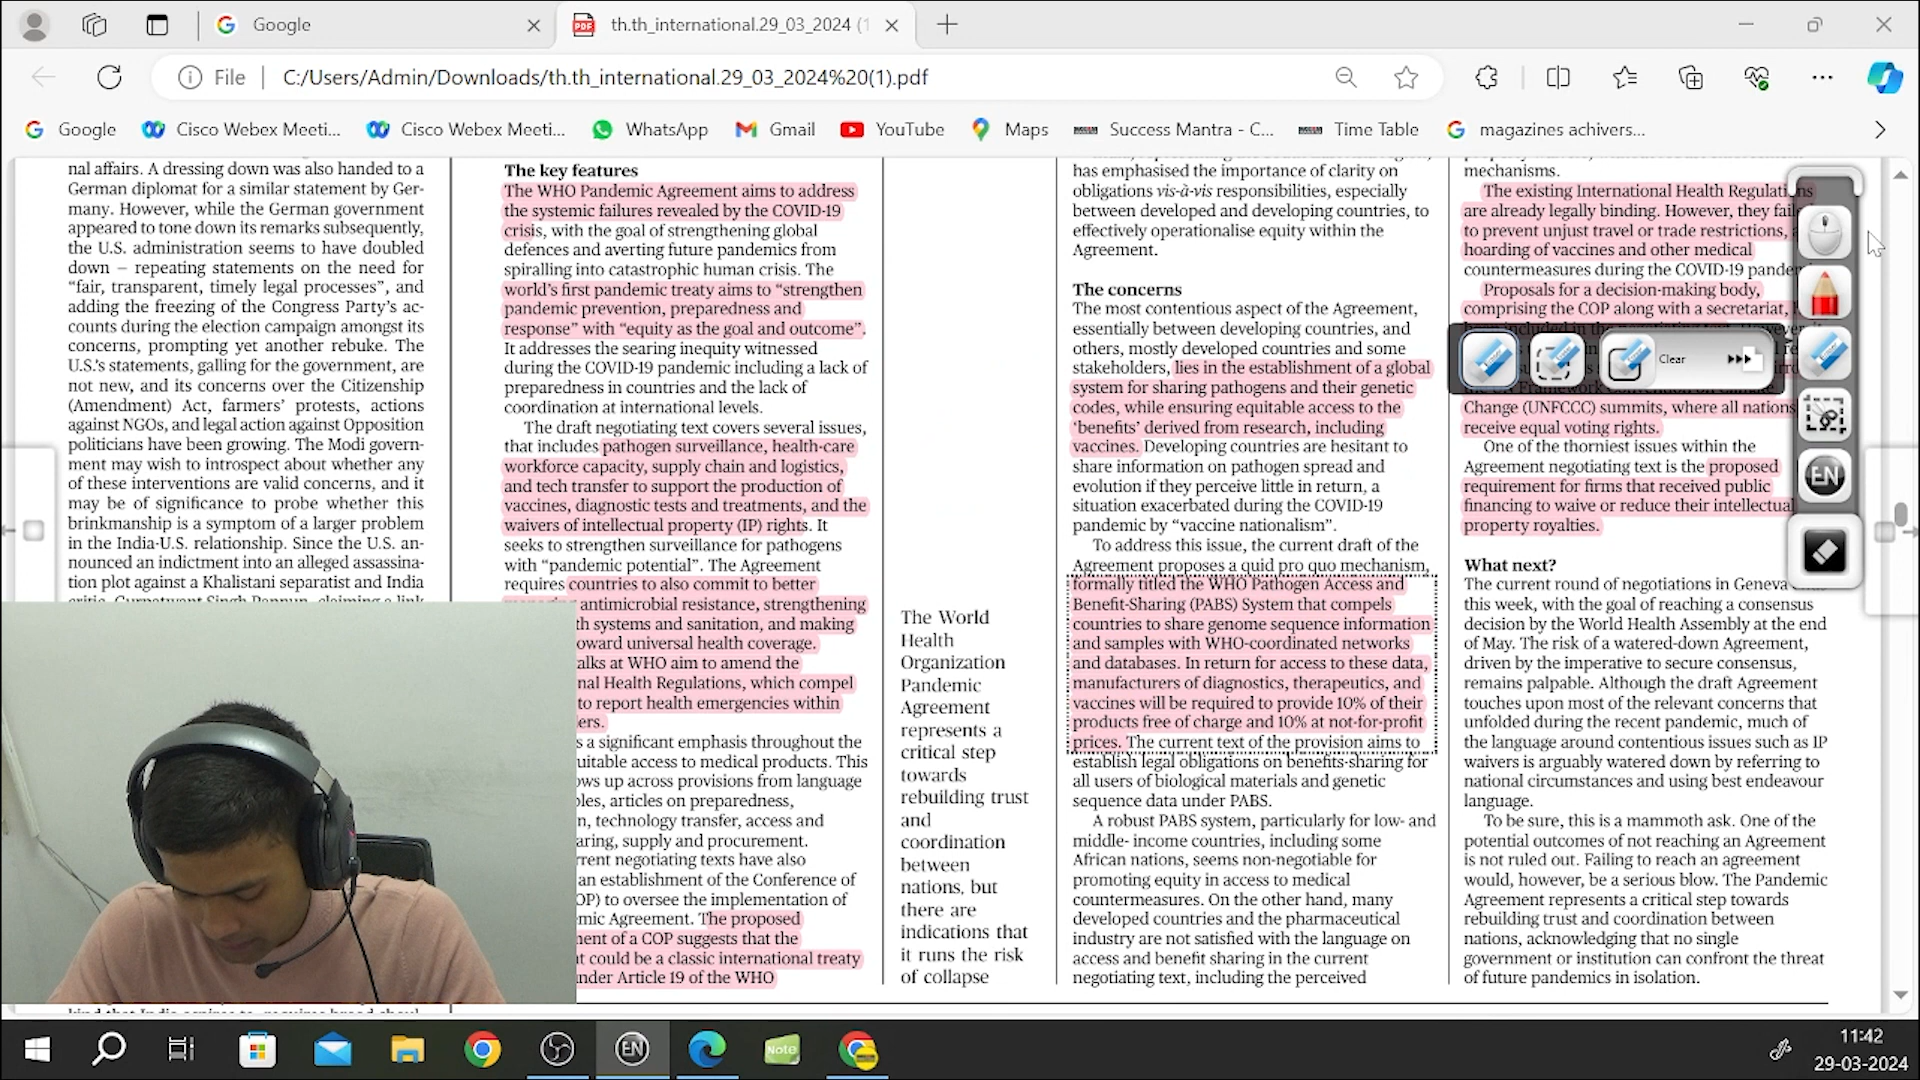 Google
th.th_international.29_03_2024 (1
File
C:/Users/Admin/Downloads/th.th_international.29_03_2024%20(1).pdf
Google
Cisco Webex Meeti...
Cisco Webex Meeti...
WhatsApp
Gmail
YouTube
Maps
Success Mantra - C...
Time Table
magazines achivers...
nal affairs. A dressing down was also handed to a
German diplomat for a similar statement by Ger-
many. However, while the German government
appeared to tone down its remarks subsequently,
the U.S. administration seems to have doubled
down – repeating statements on the need for
"fair, transparent, timely legal processes", and
adding the freezing of the Congress Party's ac-
counts during the election campaign amongst its
concerns, prompting yet another rebuke. The
U.S.'s statements, galling for the government, are
not new, and its concerns over the Citizenship
(Amendment) Act, farmers' protests, actions
against NGOs, and legal action against Opposition
politicians have been growing. The Modi govern-
ment may wish to introspect about whether any
of these interventions are valid concerns, and it
may be of significance to probe whether this
brinkmanship is a symptom of a larger problem
in the India-U.S. relationship. Since the U.S. an-
nounced an indictment into an alleged assassina-
tion plot against a Khalistani separatist and India
The key features
The WHO Pandemic Agreement aims to address
the systemic failures revealed by the COVID-19
crisis, with the goal of strengthening global
defences and averting future pandemics from
spiralling into catastrophic human crisis. The
world's first pandemic treaty aims to "strengthen
pandemic prevention, preparedness and
response" with "equity as the goal and outcome".
It addresses the searing inequity witnessed
during the COVID-19 pandemic including a lack of
preparedness in countries and the lack of
coordination at international levels.
The draft negotiating text covers several issues,
that includes pathogen surveillance, health-care
workforce capacity, supply chain and logistics,
and tech transfer to support the production of
vaccines, diagnostic tests and treatments, and the
waivers of intellectual property (IP) rights. It
seeks to strengthen surveillance for pathogens
with "pandemic potential". The Agreement
requires countries to also commit to better
antimicrobial resistance, strengthening
th systems and sanitation, and making
oward universal health coverage.
alks at WHO aim to amend the
nal Health Regulations, which compel
to report health emergencies within
ers.
s a significant emphasis throughout the
uitable access to medical products. This
ows up across provisions from language
les, articles on preparedness,
n, technology transfer, access and
aring, supply and procurement.
rrent negotiating texts have also
an establishment of the Conference of
OP) to oversee the implementation of
emic Agreement. The proposed
ment of a COP suggests that the
t could be a classic international treaty
nder Article 19 of the WHO
The World
Health
Organization
Pandemic
Agreement
represents a
critical step
towards
rebuilding trust
and
coordination
between
nations, but
there are
indications that
it runs the risk
of collapse
has emphasised the importance of clarity on
obligations vis-à-vis responsibilities, especially
between developed and developing countries, to
effectively operationalise equity within the
Agreement.
The concerns
The most contentious aspect of the Agreement,
essentially between developing countries, and
others, mostly developed countries and some
stakeholders, lies in the establishment of a global
system for sharing pathogens and their genetic
codes, while ensuring equitable access to the
'benefits' derived from research, including
vaccines. Developing countries are hesitant to
share information on pathogen spread and
evolution if they perceive little in return, a
situation exacerbated during the COVID-19
pandemic by "vaccine nationalism".
To address this issue, the current draft of the
Agreement proposes a quid pro quo mechanism,
formally titled the WHO Pathogen Access and
Benefit-Sharing (PABS) System that compels
countries to share genome sequence information
and samples with WHO-coordinated networks
and databases. In return for access to these data,
manufacturers of diagnostics, therapeutics, and
vaccines will be required to provide 10% of their
products free of charge and 10% at not-for-profit
prices. The current text of the provision aims to
establish legal obligations on benefits-sharing for
all users of biological materials and genetic
sequence data under PABS.
A robust PABS system, particularly for low- and
middle- income countries, including some
African nations, seems non-negotiable for
promoting equity in access to medical
countermeasures. On the other hand, many
developed countries and the pharmaceutical
industry are not satisfied with the language on
access and benefit sharing in the current
negotiating text, including the perceived
mechanisms.
The existing International Health Regulations
are already legally binding. However, they faile
to prevent unjust travel or trade restrictions, a
hoarding of vaccines and other medical
countermeasures during the COVID-19 pandem
Proposals for a decision-making body,
comprising the COP along with a secretariat,
Clear
Change (UNFCCC) summits, where all nations
receive equal voting rights.
One of the thorniest issues within the
Agreement negotiating text is the proposed
requirement for firms that received public
financing to waive or reduce their intellectual
property royalties.
What next?
The current round of negotiations in Geneva
this week, with the goal of reaching a consensus
decision by the World Health Assembly at the end
of May. The risk of a watered-down Agreement,
driven by the imperative to secure consensus,
remains palpable. Although the draft Agreement
touches upon most of the relevant concerns that
unfolded during the recent pandemic, much of
the language around contentious issues such as IP
waivers is arguably watered down by referring to
national circumstances and using best endeavour
language.
To be sure, this is a mammoth ask. One of the
potential outcomes of not reaching an Agreement
is not ruled out. Failing to reach an agreement
would, however, be a serious blow. The Pandemic
Agreement represents a critical step towards
rebuilding trust and coordination between
nations, acknowledging that no single
government or institution can confront the threat
of future pandemics in isolation.
EN
EN
Note
11:42
29-03-2024